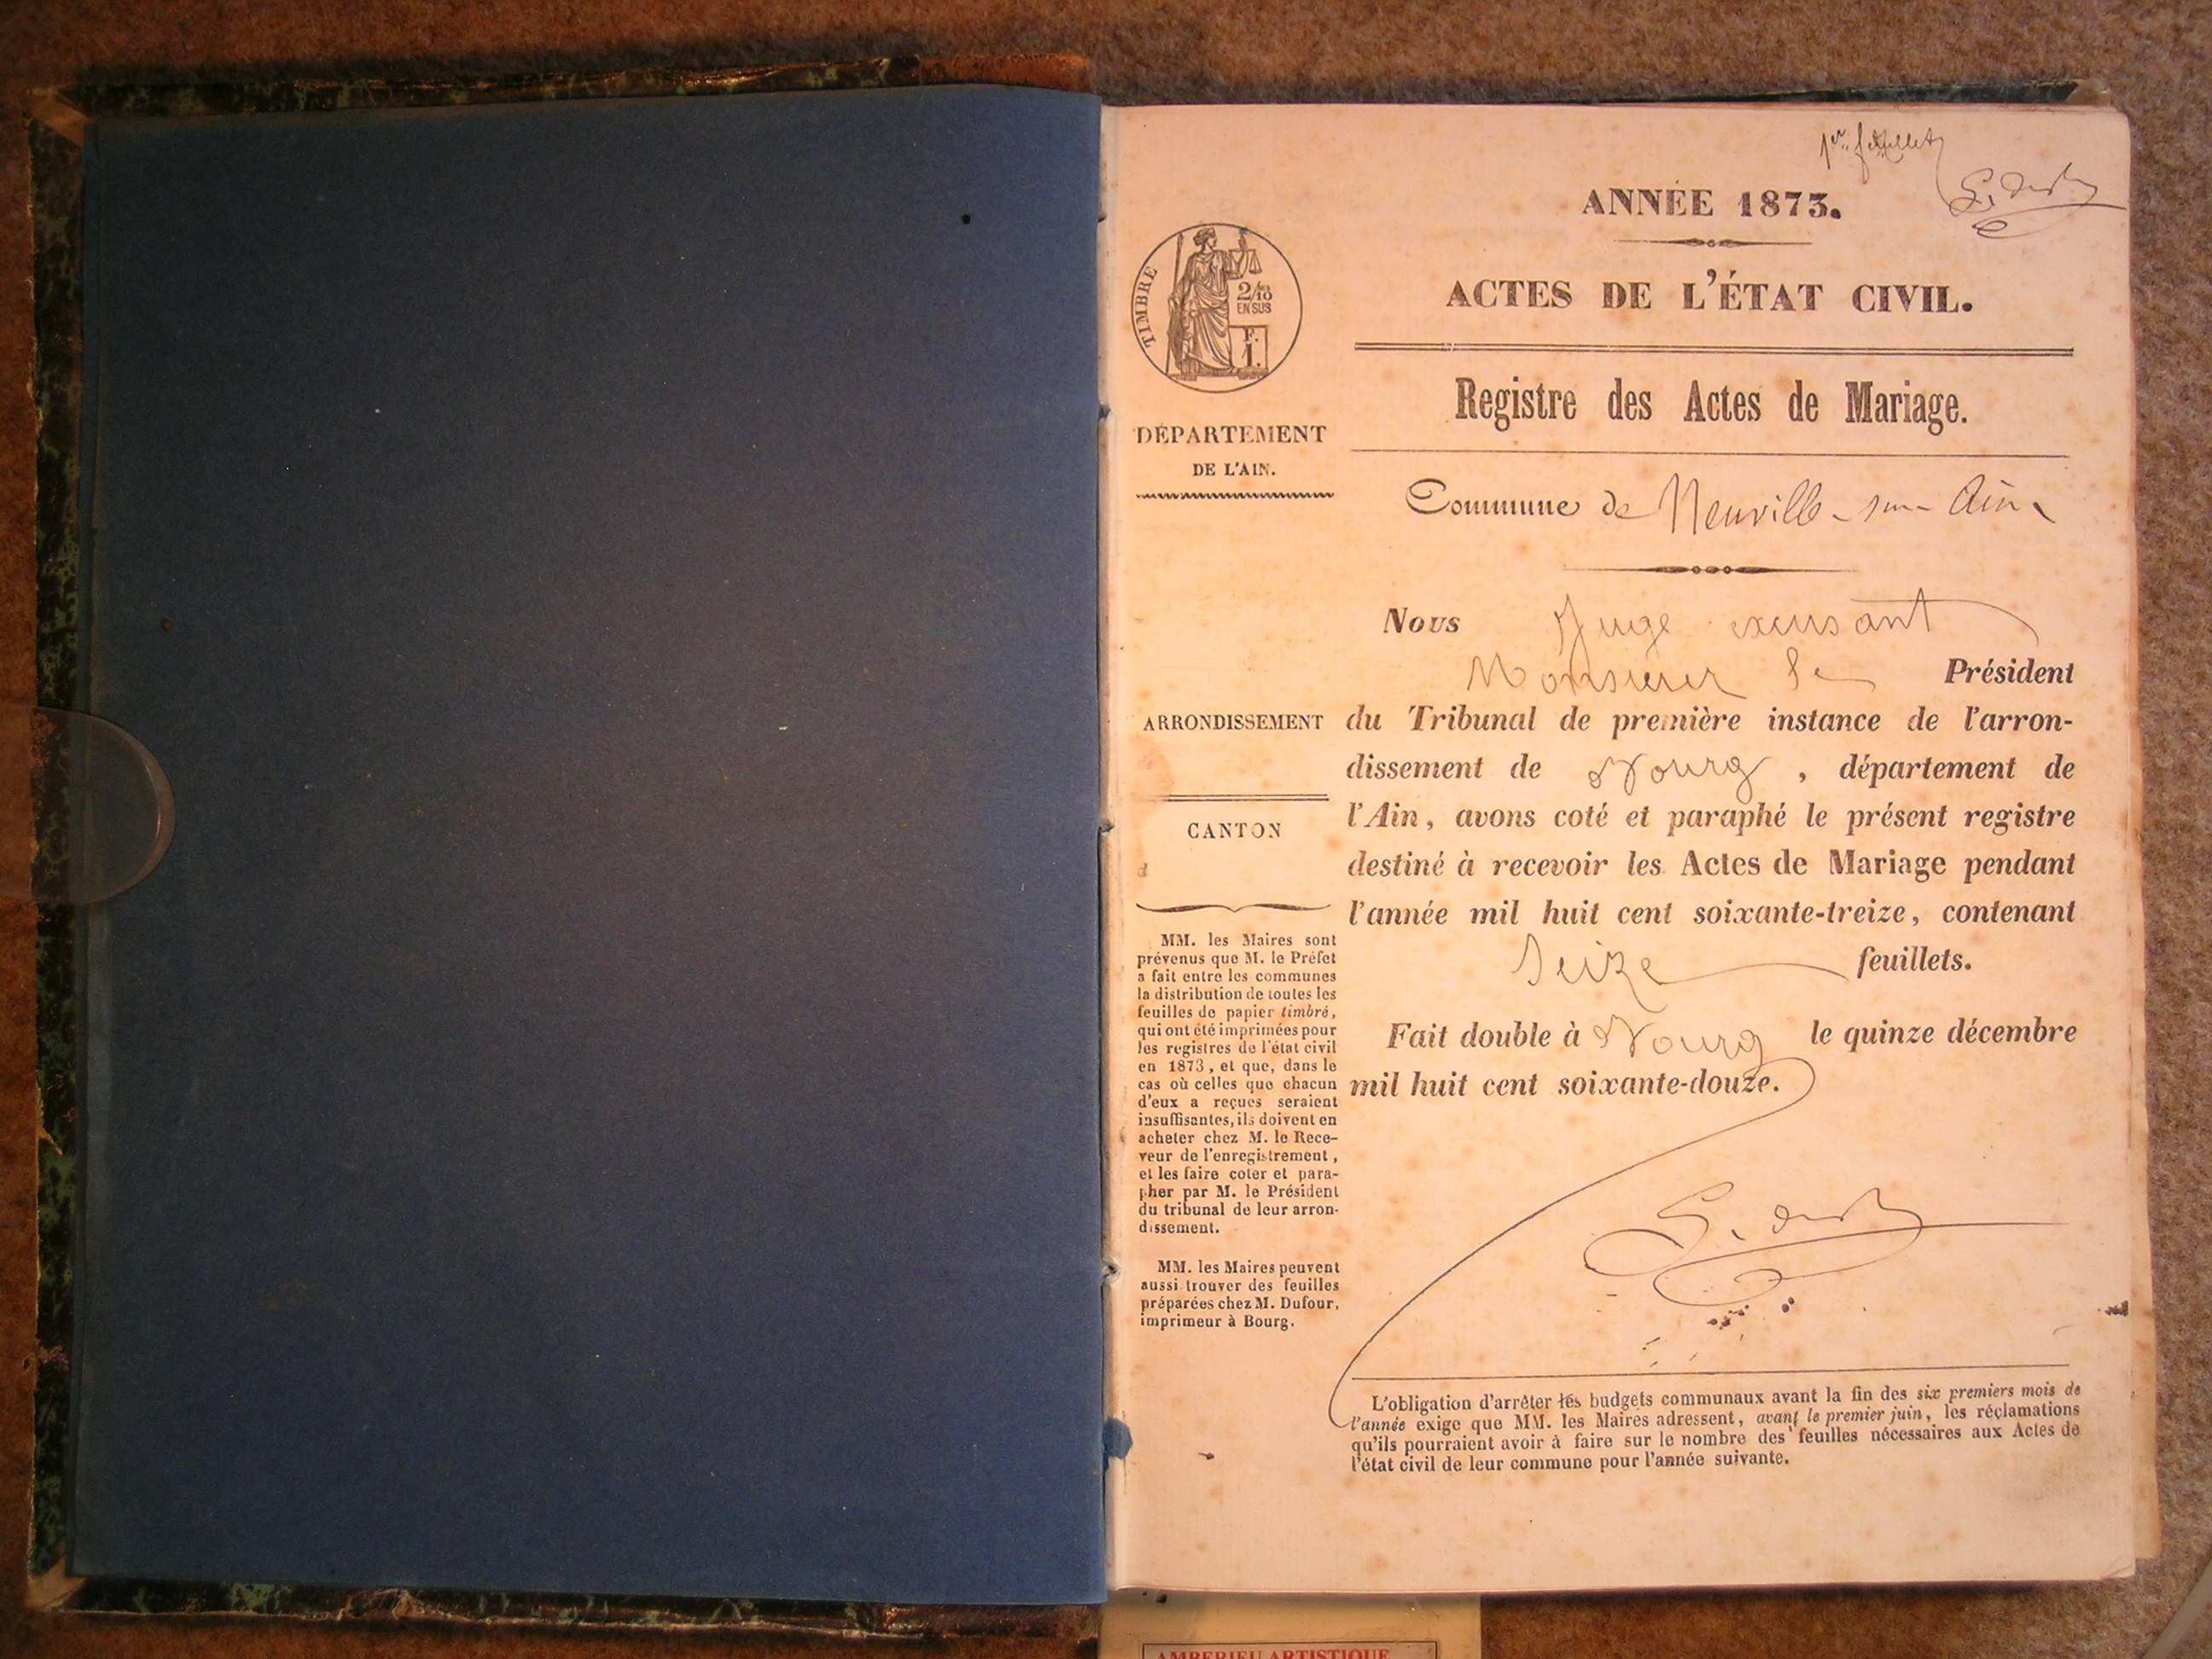 1er feuillet
ANNÉE 1873.
ACTES DE L'ÉTAT CIVIL.
Registre des Actes de Mariage.
Commune de Neuville-sur-Ain
TIMBRE
2/10
EN SUS
F.
1.
DÉPARTEMENT
DE L'AIN.
ARRONDISSEMENT
CANTON
d
MM. les Maires sont
prévenus que M. le Préfet
a fait entre les communes
la distribution de toutes les
feuilles de papier timbré,
qui ont été imprimées pour
les registres de l'état civil
en 1873, et que, dans le
cas où celles que chacun
d'eux a reçues seraient
insuffisantes, ils doivent en
acheter chez M. le Rece-
veur de l'enregistrement,
et les faire coter et para-
pher par M. le Président
du tribunal de leur arron-
dissement.
MM. les Maires peuvent
aussi trouver des feuilles
préparées chez M. Dufour,
imprimeur à Bourg.
Nous Juge excusant
Monsieur le Président
du Tribunal de première instance de l'arron-
dissement de Bourg, département de
l'Ain, avons coté et paraphé le présent registre
destiné à recevoir les Actes de Mariage pendant
l'année mil huit cent soixante-treize, contenant
Seize feuillets.
Fait double à Bourg le quinze décembre
mil huit cent soixante-douze.
L'obligation d'arrêter les budgets communaux avant la fin des six premiers mois de
l'année exige que MM. les Maires adressent, avant le premier juin, les réclamations
qu'ils pourraient avoir à faire sur le nombre des feuilles nécessaires aux Actes de
l'état civil de leur commune pour l'année suivante.
AMBERIEU ARTISTIQUE